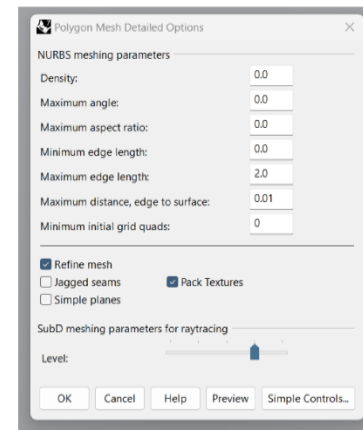 Polygon Mesh Detailed Options
NURBS meshing parameters
Density: 0.0
Maximum angle: 0.0
Maximum aspect ratio: 0.0
Minimum edge length: 0.0
Maximum edge length: 2.0
Maximum distance, edge to surface: 0.01
Minimum initial grid quads: 0
Refine mesh
Jagged seams Pack Textures
Simple planes
SubD meshing parameters for raytracing
Level:
OK Cancel Help Preview Simple Controls...